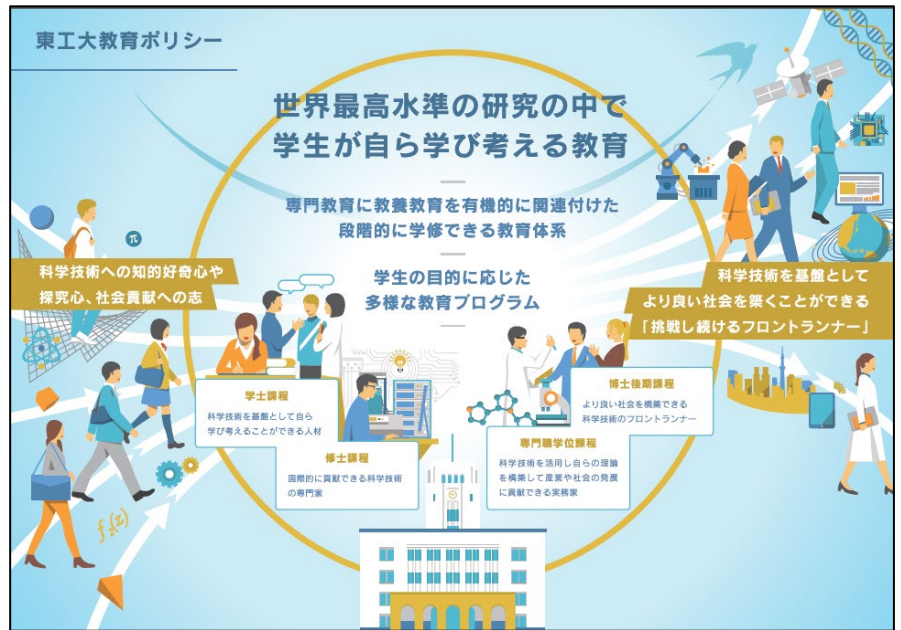 東工大教育ポリシー
世界最高水準の研究の中で
学生が自ら学び考える教育
専門教育に教養教育を有機的に関連付けた
段階的に学修できる教育体系
学生の目的に応じた
多様な教育プログラム
科学技術への知的好奇心や
探究心、社会貢献への志
π
科学技術を基盤として
より良い社会を築くことができる
「挑戦し続けるフロントランナー」
学士課程
科学技術を基盤として自ら
学び考えることができる人材
修士課程
国際的に貢献できる科学技術
の専門家
博士後期課程
より良い社会を構築できる
科学技術のフロントランナー
専門職学位課程
科学技術を活用し自らの理論
を構築して産業や社会の発展
に貢献できる実務家